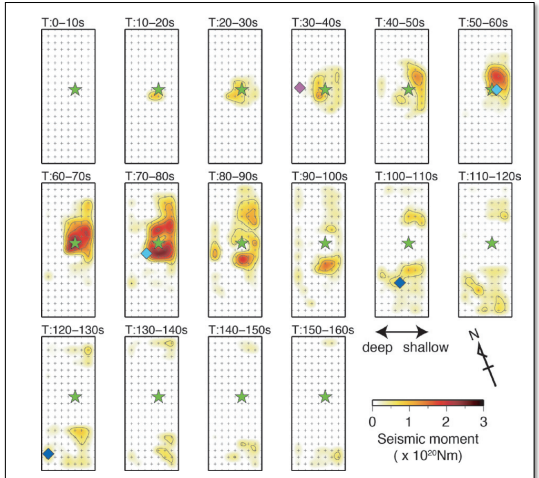 T:0-10s T:10-20s T:20-30s T:30-40s T:40-50s T:50-60s
T:60-70s T:70-80s T:80-90s T:90-100s T:100-110s T:110-120s
T:120-130s T:130-140s T:140-150s T:150-160s
deep shallow
N
0 1 2 3
Seismic moment
( x 10²⁰Nm)